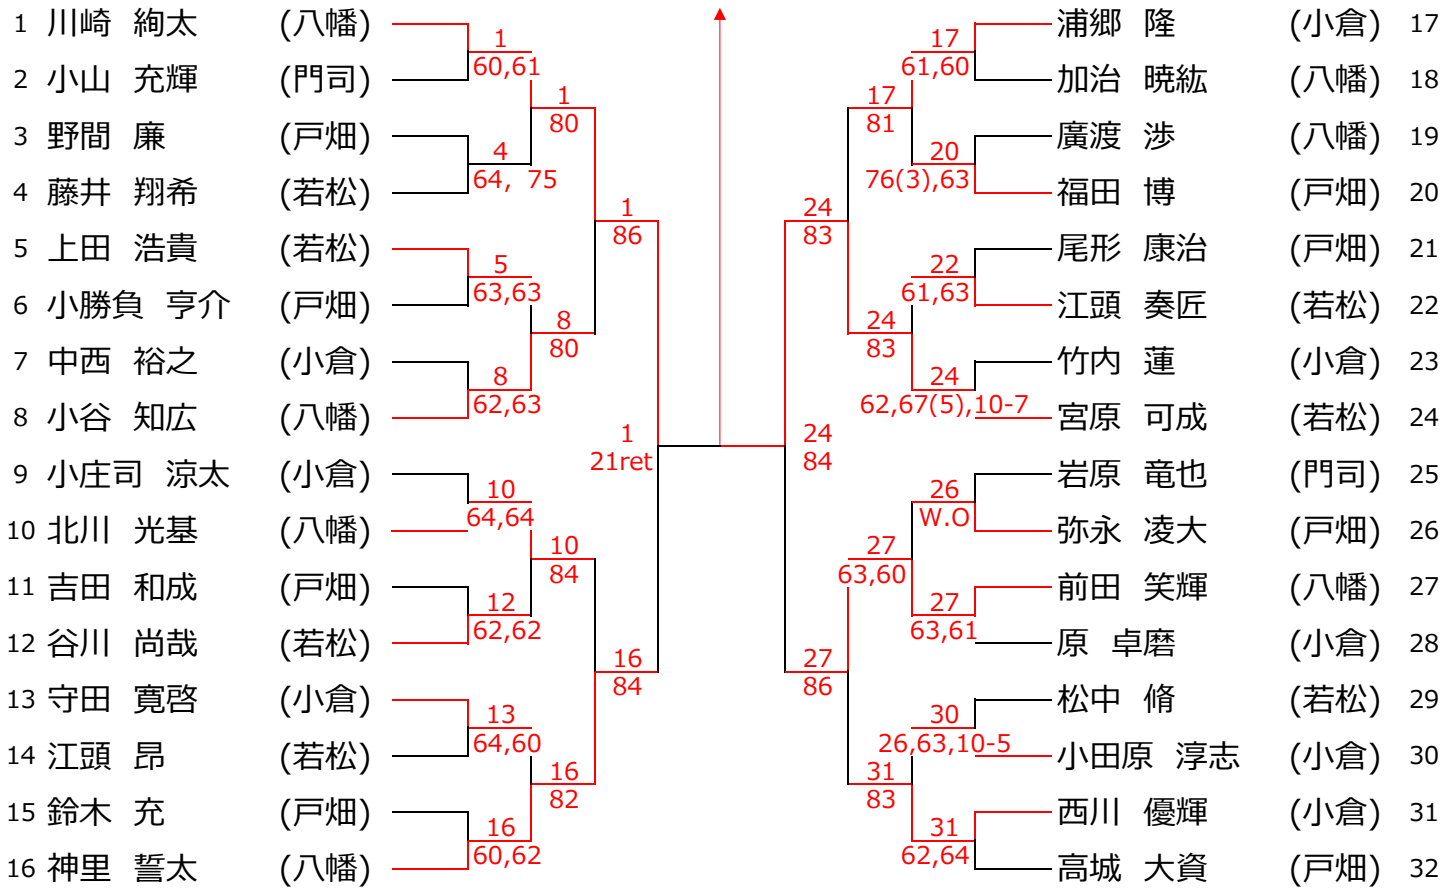 1 川崎 絢太 (八幡)
2 小山 充輝 (門司)
3 野間 廉 (戸畑)
4 藤井 翔希 (若松)
5 上田 浩貴 (若松)
6 小勝負 亨介 (戸畑)
7 中西 裕之 (小倉)
8 小谷 知広 (八幡)
9 小庄司 涼太 (小倉)
10 北川 光基 (八幡)
11 吉田 和成 (戸畑)
12 谷川 尚哉 (若松)
13 守田 寛啓 (小倉)
14 江頭 昂 (若松)
15 鈴木 充 (戸畑)
16 神里 誓太 (八幡)
1
60,61
4
64, 75
5
63,63
8
62,63
10
64,64
12
62,62
13
64,60
16
60,62
1
80
8
80
10
84
16
82
1
86
16
84
1
21ret
24
84
24
83
27
86
17
81
24
83
27
63,60
31
83
17
61,60
20
76(3),63
22
61,63
24
62,67(5),10-7
26
W.O
27
63,61
30
26,63,10-5
31
62,64
浦郷 隆 (小倉) 17
加治 暁紘 (八幡) 18
廣渡 渉 (八幡) 19
福田 博 (戸畑) 20
尾形 康治 (戸畑) 21
江頭 奏匠 (若松) 22
竹内 蓮 (小倉) 23
宮原 可成 (若松) 24
岩原 竜也 (門司) 25
弥永 凌大 (戸畑) 26
前田 笑輝 (八幡) 27
原 卓磨 (小倉) 28
松中 脩 (若松) 29
小田原 淳志 (小倉) 30
西川 優輝 (小倉) 31
高城 大資 (戸畑) 32